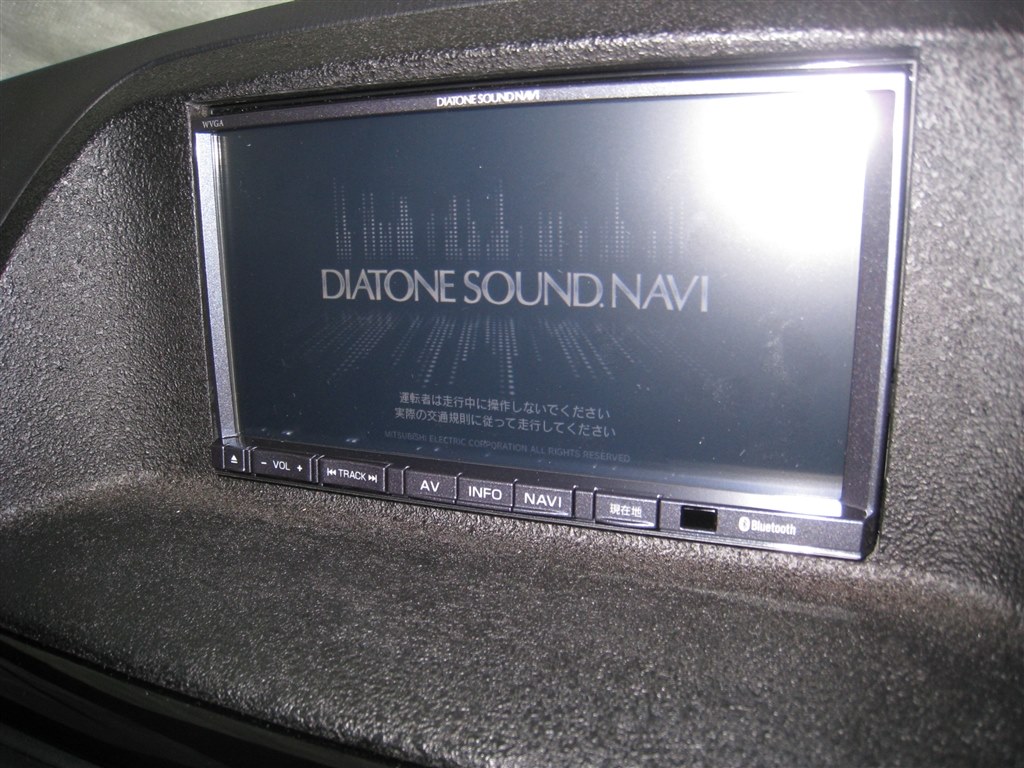 DIATONE SOUND.NAVI
WVGA
DIATONE SOUND.NAVI
運転者は走行中に操作しないでください
実際の交通規則に従って走行してください
MITSUBISHI ELECTRIC CORPORATION ALL RIGHTS RESERVED
− VOL + TRACK AV INFO NAVI 現在地 Bluetooth